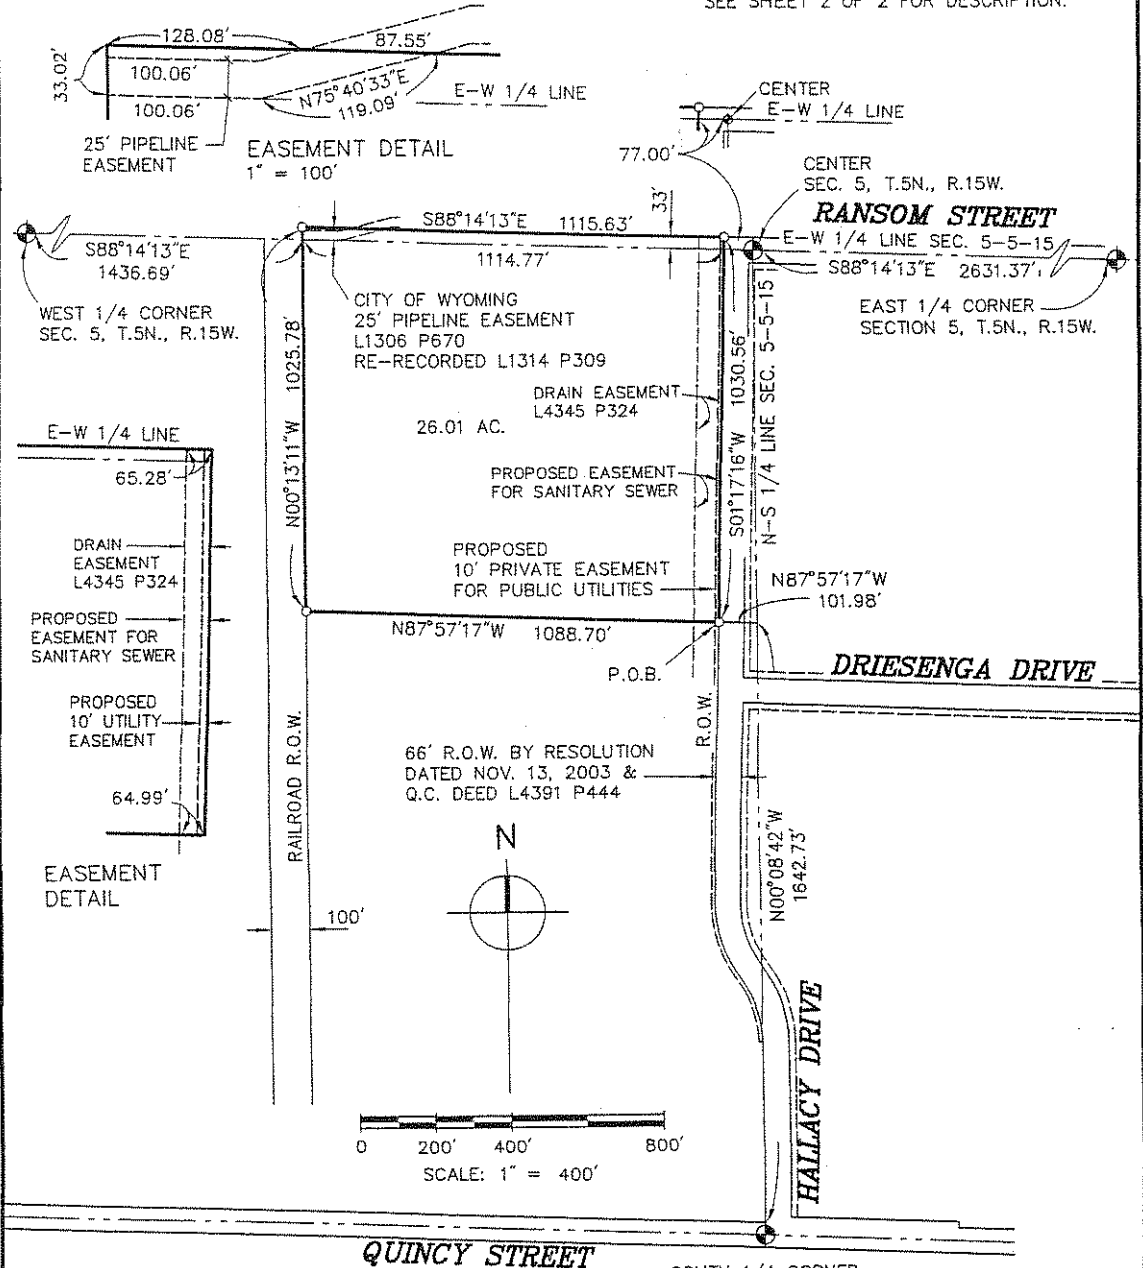 SEE SHEET 2 OF 2 FOR DESCRIPTION.
128.08'
87.55'
33.02'
100.06'
100.06'
N75°40'33"E
119.09'
E-W 1/4 LINE
25' PIPELINE
EASEMENT
EASEMENT DETAIL
1" = 100'
CENTER
E-W 1/4 LINE
77.00'
CENTER
SEC. 5, T.5N., R.15W.
33'
RANSOM STREET
S88°14'13"E 1115.63'
E-W 1/4 LINE SEC. 5-5-15
S88°14'13"E
1436.69'
1114.77'
S88°14'13"E 2631.37'
WEST 1/4 CORNER
SEC. 5, T.5N., R.15W.
CITY OF WYOMING
25' PIPELINE EASEMENT
L1306 P670
RE-RECORDED L1314 P309
EAST 1/4 CORNER
SECTION 5, T.5N., R.15W.
N00°13'11"W 1025.78'
S01°17'16"W 1030.56'
N-S 1/4 LINE SEC. 5-5-15
DRAIN EASEMENT
L4345 P324
26.01 AC.
E-W 1/4 LINE
65.28'
PROPOSED EASEMENT
FOR SANITARY SEWER
DRAIN
EASEMENT
L4345 P324
PROPOSED
10' PRIVATE EASEMENT
FOR PUBLIC UTILITIES
N87°57'17"W
101.98'
PROPOSED
EASEMENT FOR
SANITARY SEWER
N87°57'17"W 1088.70'
P.O.B.
DRIESENGA DRIVE
PROPOSED
10' UTILITY
EASEMENT
R.O.W.
66' R.O.W. BY RESOLUTION
DATED NOV. 13, 2003 &
Q.C. DEED L4391 P444
64.99'
RAILROAD R.O.W.
EASEMENT
DETAIL
N
N00°08'42"W
1642.73'
100'
HALLACY DRIVE
0 200' 400' 800'
SCALE: 1" = 400'
QUINCY STREET
SOUTH 1/4 CORNER